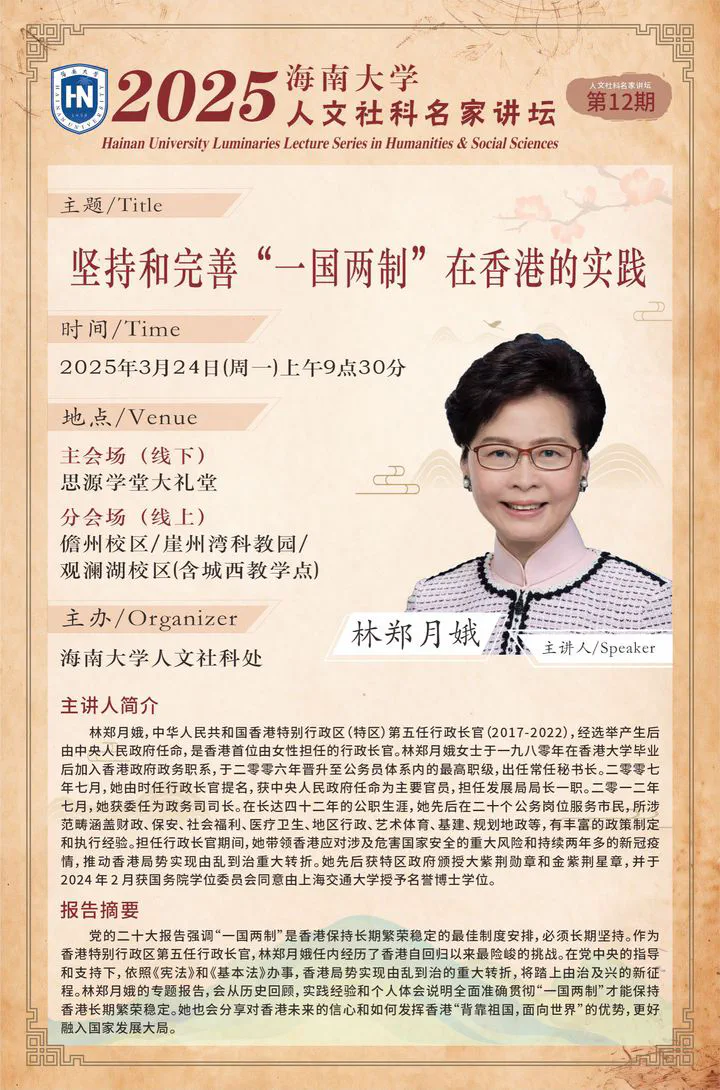 海南大学
HAINAN UNIVERSITY
HN
1958
2025
海南大学
人文社科名家讲坛
Hainan University Luminaries Lecture Series in Humanities & Social Sciences
人文社科名家讲坛
第12期
主题/Title
坚持和完善“一国两制”在香港的实践
时间/Time
2025年3月24日(周一)上午9点30分
地点/Venue
主会场（线下）
思源学堂大礼堂
分会场（线上）
儋州校区/崖州湾科教园/
观澜湖校区(含城西教学点)
主办/Organizer
海南大学人文社科处
林郑月娥
主讲人/Speaker
主讲人简介
林郑月娥,中华人民共和国香港特别行政区(特区)第五任行政长官(2017-2022),经选举产生后
由中央人民政府任命,是香港首位由女性担任的行政长官。林郑月娥女士于一九八零年在香港大学毕业
后加入香港政府政务职系,于二零零六年晋升至公务员体系内的最高职级,出任常任秘书长。二零零七
年七月,她由时任行政长官提名,获中央人民政府任命为主要官员,担任发展局局长一职。二零一二年
七月,她获委任为政务司司长。在长达四十二年的公职生涯,她先后在二十个公务岗位服务市民,所涉
范畴涵盖财政、保安、社会福利、医疗卫生、地区行政、艺术体育、基建、规划地政等,有丰富的政策制定
和执行经验。担任行政长官期间,她带领香港应对涉及危害国家安全的重大风险和持续两年多的新冠疫
情,推动香港局势实现由乱到治重大转折。她先后获特区政府颁授大紫荆勋章和金紫荆星章,并于
2024年2月获国务院学位委员会同意由上海交通大学授予名誉博士学位。
报告摘要
党的二十大报告强调“一国两制”是香港保持长期繁荣稳定的最佳制度安排,必须长期坚持。作为
香港特别行政区第五任行政长官,林郑月娥任内经历了香港自回归以来最险峻的挑战。在党中央的指导
和支持下,依照《宪法》和《基本法》办事,香港局势实现由乱到治的重大转折,将踏上由治及兴的新征
程。林郑月娥的专题报告,会从历史回顾,实践经验和个人体会说明全面准确贯彻“一国两制”才能保持
香港长期繁荣稳定。她也会分享对香港未来的信心和如何发挥香港“背靠祖国,面向世界”的优势,更好
融入国家发展大局。